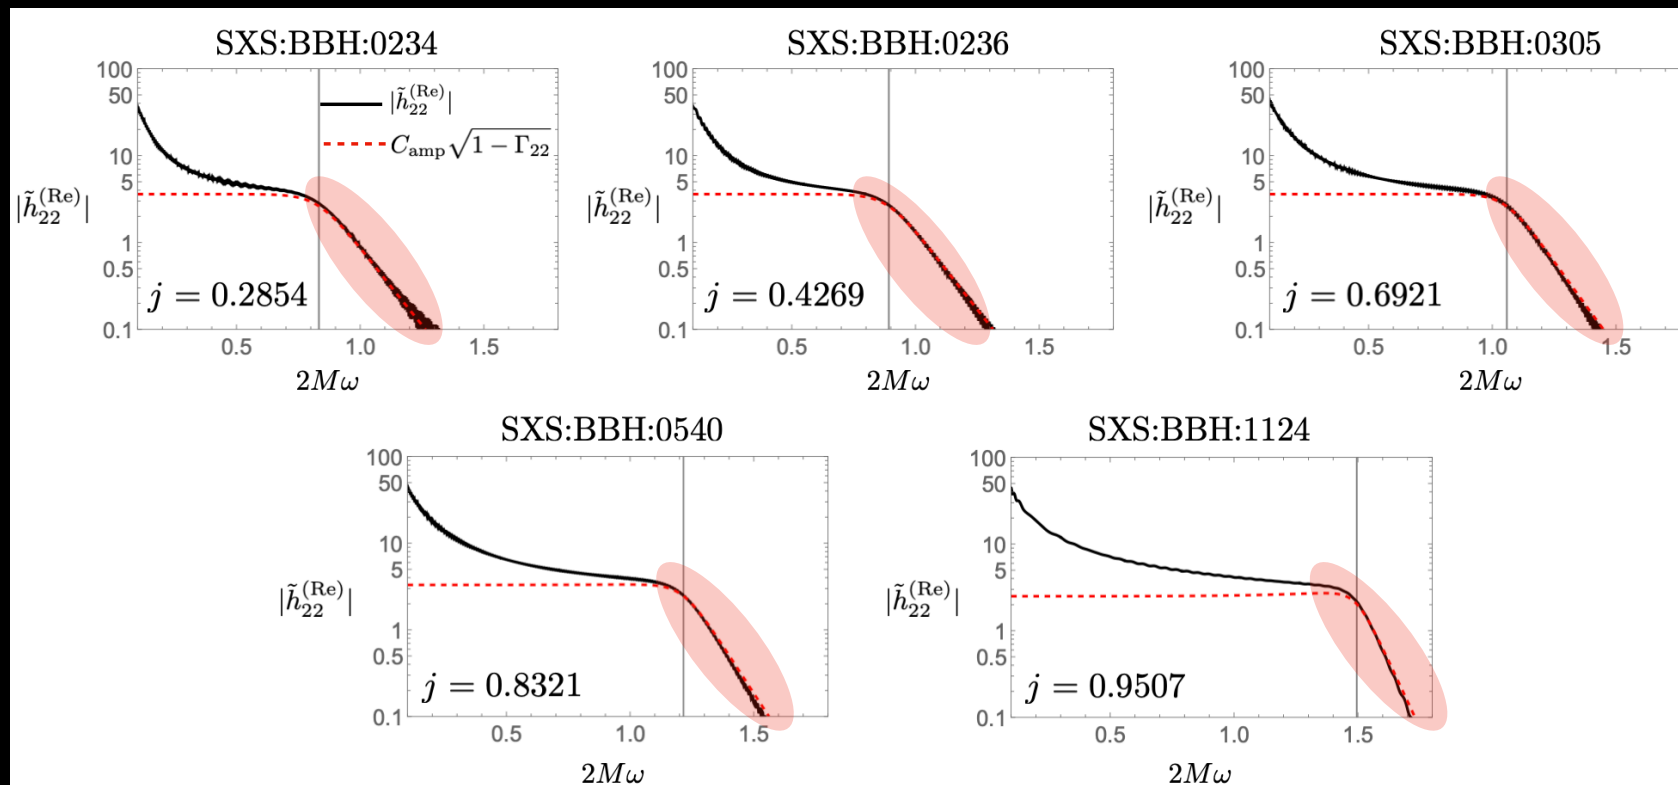 SXS:BBH:0234
100
50
10
5
1
0.5
0.1
|h̃₂₂^(Re)|
|h̃₂₂^(Re)|
C_amp √(1 − Γ₂₂)
j = 0.2854
0.5 1.0 1.5
2Mω
SXS:BBH:0236
100
50
10
5
1
0.5
0.1
|h̃₂₂^(Re)|
j = 0.4269
0.5 1.0 1.5
2Mω
SXS:BBH:0305
100
50
10
5
1
0.5
0.1
|h̃₂₂^(Re)|
j = 0.6921
0.5 1.0 1.5
2Mω
SXS:BBH:0540
100
50
10
5
1
0.5
0.1
|h̃₂₂^(Re)|
j = 0.8321
0.5 1.0 1.5
2Mω
SXS:BBH:1124
100
50
10
5
1
0.5
0.1
|h̃₂₂^(Re)|
j = 0.9507
0.5 1.0 1.5
2Mω